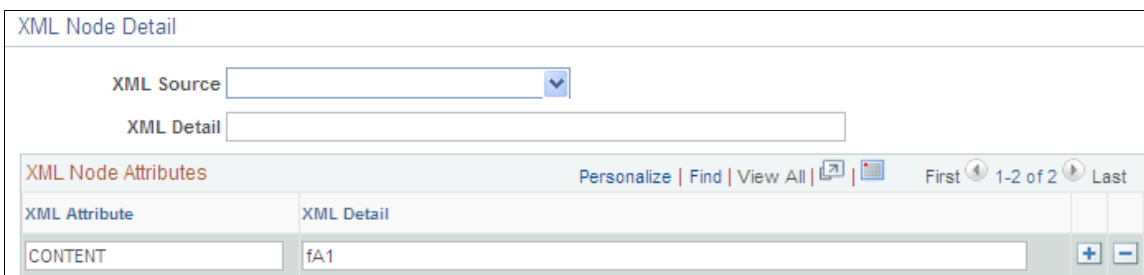 XML Node Detail
XML Source
XML Detail
XML Node Attributes Personalize | Find | View All | | First 1-2 of 2 Last
XML Attribute XML Detail
CONTENT fA1